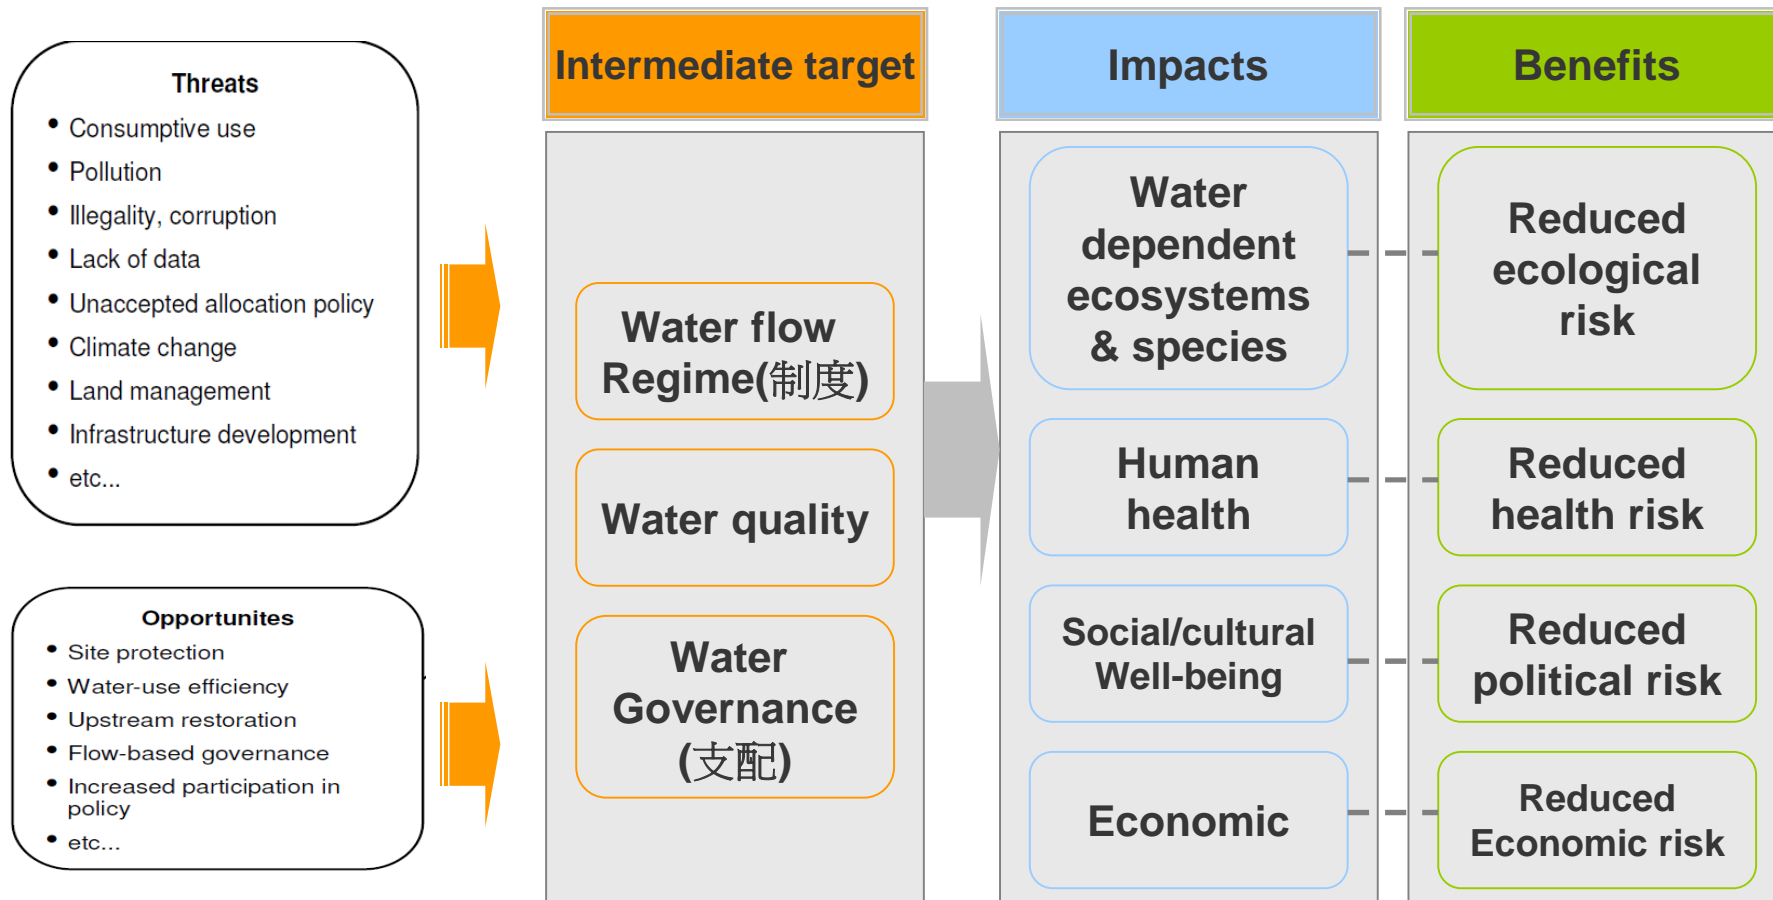 Threats
• Consumptive use
• Pollution
• Illegality, corruption
• Lack of data
• Unaccepted allocation policy
• Climate change
• Land management
• Infrastructure development
• etc...
Opportunites
• Site protection
• Water-use efficiency
• Upstream restoration
• Flow-based governance
• Increased participation in
policy
• etc...
Intermediate target
Water flow
Regime(制度)
Water quality
Water
Governance
(支配)
Impacts
Water
dependent
ecosystems
& species
Human
health
Social/cultural
Well-being
Economic
Benefits
Reduced
ecological
risk
Reduced
health risk
Reduced
political risk
Reduced
Economic risk